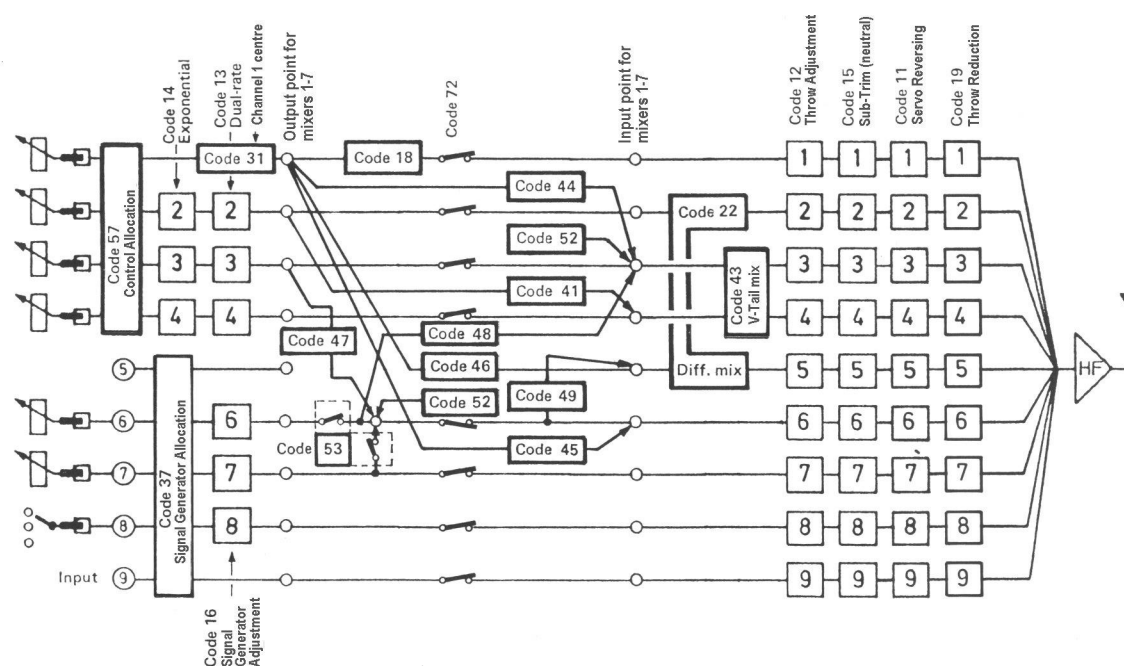 Code 14
Exponential
Code 13
Dual-rate
Channel 1 centre
Output point for
mixers 1-7
Code 72
Input point for
mixers 1-7
Code 12
Throw Adjustment
Code 15
Sub-Trim (neutral)
Code 11
Servo Reversing
Code 19
Throw Reduction
Code 57
Control Allocation
Code 31
Code 18
1 1 1 1
Code 44
2 2
Code 22
2 2 2 2
Code 52
3 3
3 3 3 3
Code 43
V-Tail mix
Code 41
4 4
4 4 4 4
Code 47
Code 48
5
Code 46
Diff. mix
5 5 5 5
HF
Code 52
Code 49
6 6
6 6 6 6
Code 53
Code 45
7 7
7 7 7 7
Code 37
Signal Generator Allocation
8 8
8 8 8 8
Input 9
9 9 9 9
Code 16
Signal
Generator
Adjustment